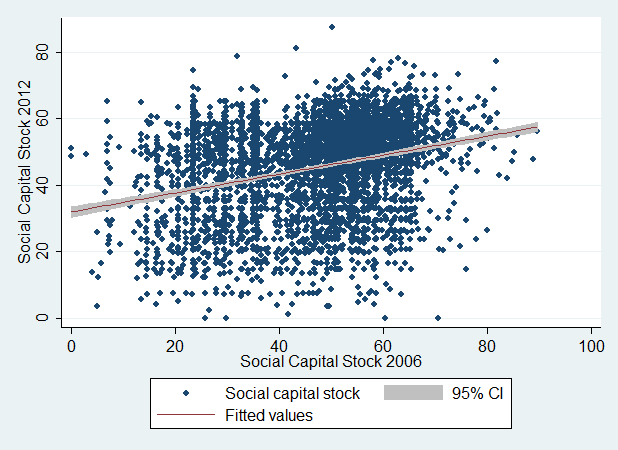 Social Capital Stock 2012
80
60
40
20
0
0 20 40 60 80 100
Social Capital Stock 2006
Social capital stock 95% CI
Fitted values